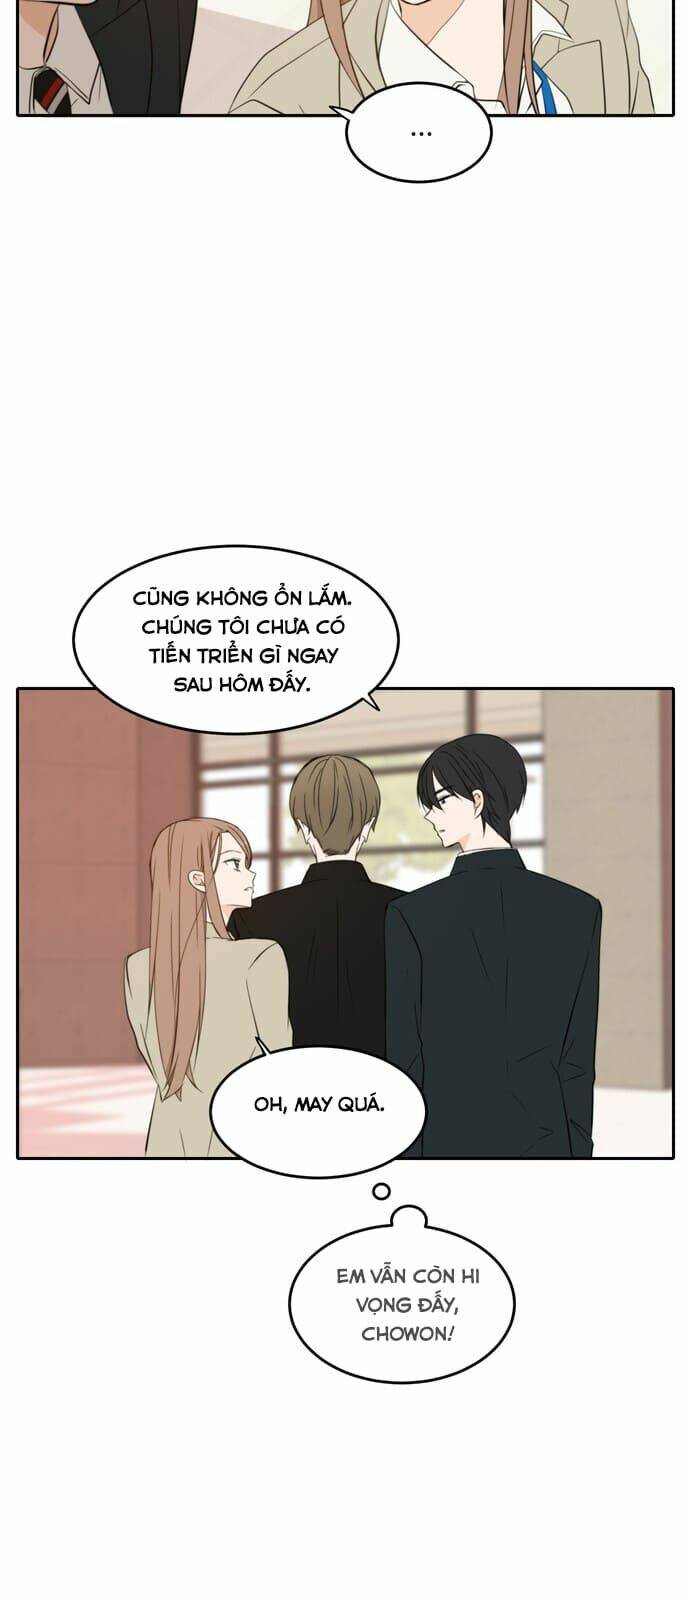 ...
CŨNG KHÔNG ỔN LẮM.
CHÚNG TÔI CHƯA CÓ
TIẾN TRIỂN GÌ NGAY
SAU HÔM ĐẤY.
OH, MAY QUÁ.
EM VẪN CÒN HI
VỌNG ĐẤY,
CHOWON!